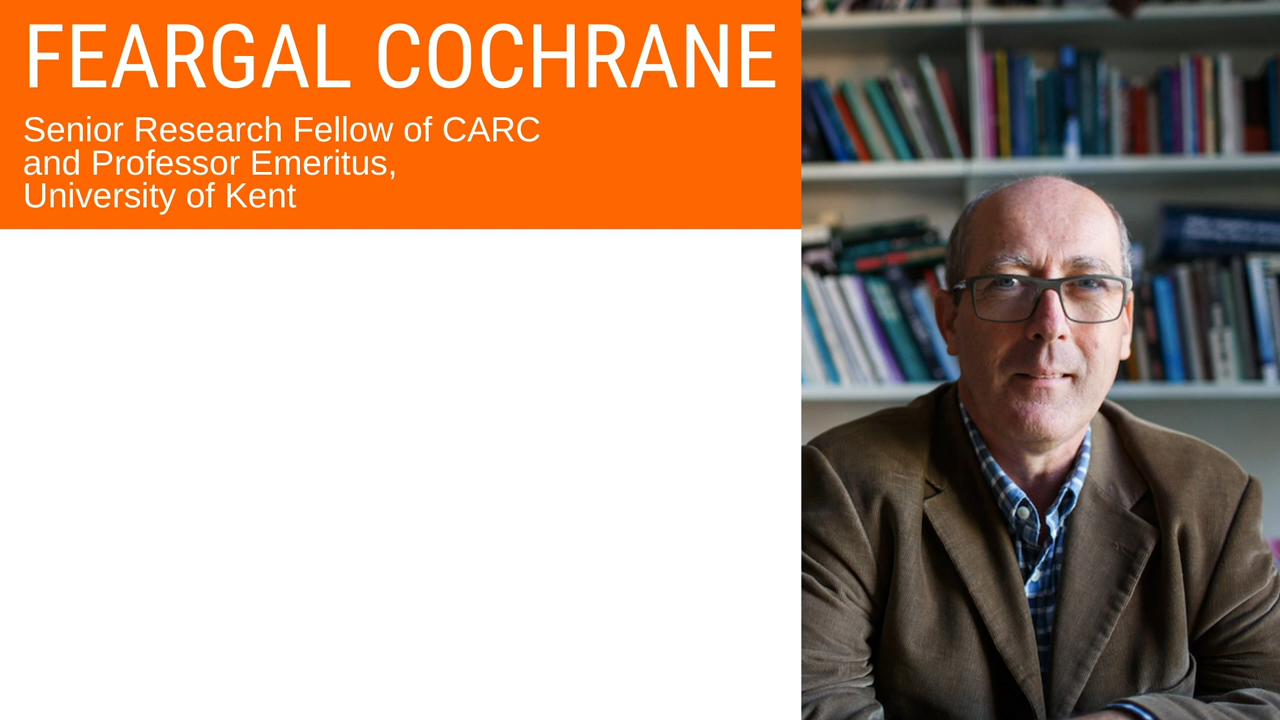 FEARGAL COCHRANE
Senior Research Fellow of CARC
and Professor Emeritus,
University of Kent